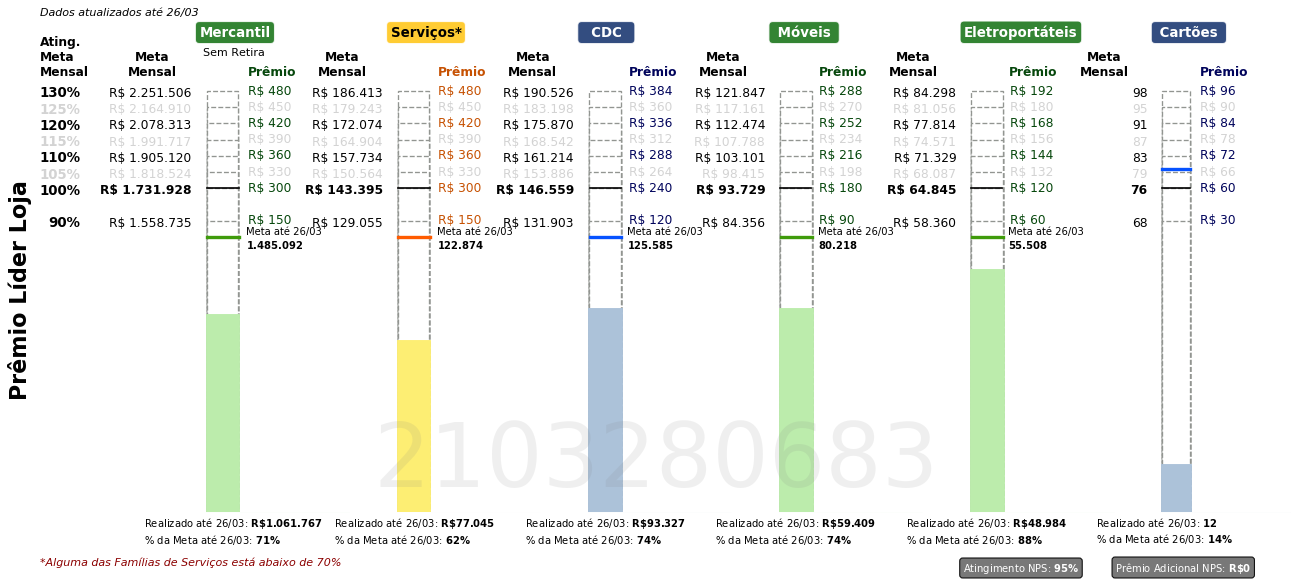 Dados atualizados até 26/03
Mercantil Serviços* CDC Móveis Eletroportáteis Cartões
Sem Retira
Ating. Meta Mensal Meta Mensal Prêmio Meta Mensal Prêmio Meta Mensal Prêmio Meta Mensal Prêmio Meta Mensal Prêmio Meta Mensal Prêmio
130% R$ 2.251.506 R$ 480 R$ 186.413 R$ 480 R$ 190.526 R$ 384 R$ 121.847 R$ 288 R$ 84.298 R$ 192 98 R$ 96
125% R$ 2.164.910 R$ 450 R$ 179.243 R$ 450 R$ 183.198 R$ 360 R$ 117.161 R$ 270 R$ 81.056 R$ 180 95 R$ 90
120% R$ 2.078.313 R$ 420 R$ 172.074 R$ 420 R$ 175.870 R$ 336 R$ 112.474 R$ 252 R$ 77.814 R$ 168 91 R$ 84
115% R$ 1.991.717 R$ 390 R$ 164.904 R$ 390 R$ 168.542 R$ 312 R$ 107.788 R$ 234 R$ 74.571 R$ 156 87 R$ 78
110% R$ 1.905.120 R$ 360 R$ 157.734 R$ 360 R$ 161.214 R$ 288 R$ 103.101 R$ 216 R$ 71.329 R$ 144 83 R$ 72
105% R$ 1.818.524 R$ 330 R$ 150.564 R$ 330 R$ 153.886 R$ 264 R$ 98.415 R$ 198 R$ 68.087 R$ 132 79 R$ 66
100% R$ 1.731.928 R$ 300 R$ 143.395 R$ 300 R$ 146.559 R$ 240 R$ 93.729 R$ 180 R$ 64.845 R$ 120 76 R$ 60
90% R$ 1.558.735 R$ 150 R$ 129.055 R$ 150 R$ 131.903 R$ 120 R$ 84.356 R$ 90 R$ 58.360 R$ 60 68 R$ 30
Meta até 26/03 Meta até 26/03 Meta até 26/03 Meta até 26/03 Meta até 26/03
1.485.092 122.874 125.585 80.218 55.508
Prêmio Líder Loja
2103280683
Realizado até 26/03: R$1.061.767 Realizado até 26/03: R$77.045 Realizado até 26/03: R$93.327 Realizado até 26/03: R$59.409 Realizado até 26/03: R$48.984 Realizado até 26/03: 12
% da Meta até 26/03: 71% % da Meta até 26/03: 62% % da Meta até 26/03: 74% % da Meta até 26/03: 74% % da Meta até 26/03: 88% % da Meta até 26/03: 14%
*Alguma das Famílias de Serviços está abaixo de 70%
Atingimento NPS: 95% Prêmio Adicional NPS: R$0